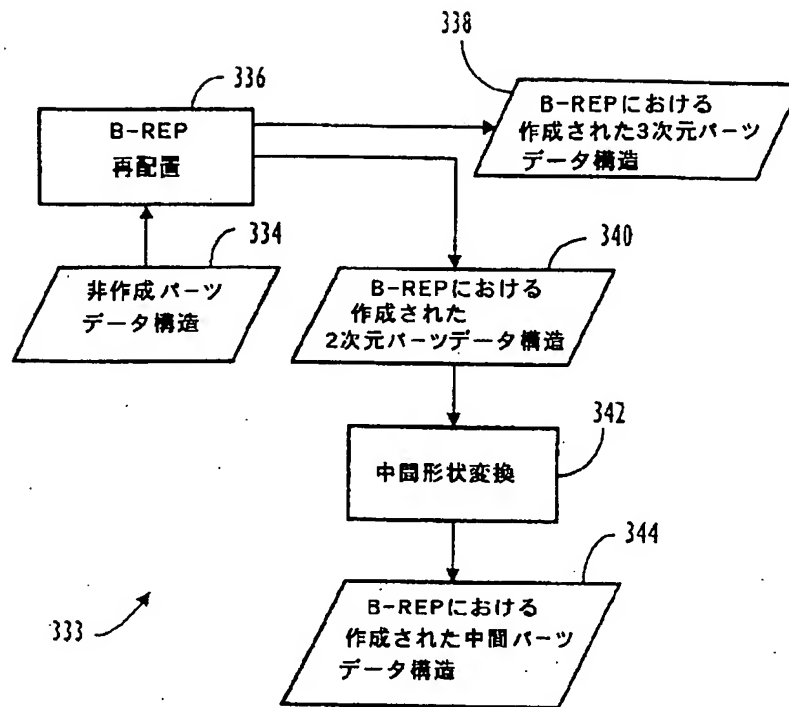 338
336
B-REP
再配置
B-REPにおける
作成された3次元パーツ
データ構造
334
340
非作成パーツ
データ構造
B-REPにおける
作成された
2次元パーツデータ構造
342
中間形状変換
344
333
B-REPにおける
作成された中間パーツ
データ構造